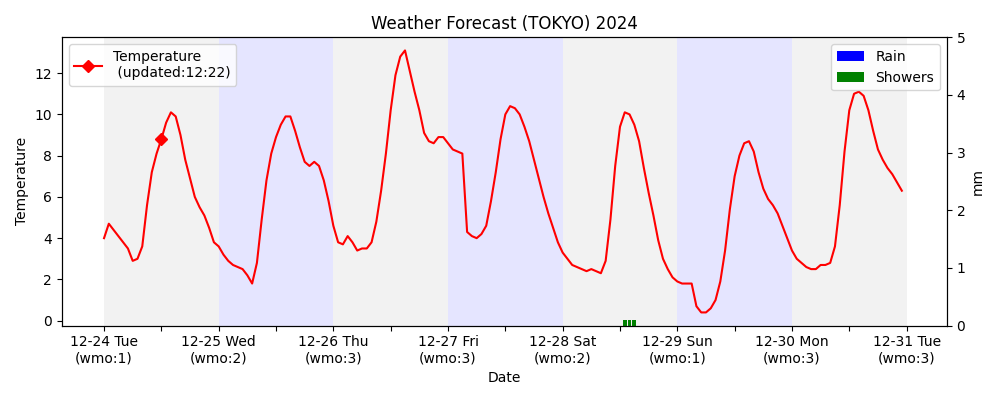 Weather Forecast (TOKYO) 2024
Temperature
(updated:12:22)
Rain
Showers
Temperature
12
10
8
6
4
2
0
5
4
3
2
1
0
mm
12-24 Tue
(wmo:1)
12-25 Wed
(wmo:2)
12-26 Thu
(wmo:3)
12-27 Fri
(wmo:3)
12-28 Sat
(wmo:2)
12-29 Sun
(wmo:1)
12-30 Mon
(wmo:3)
12-31 Tue
(wmo:3)
Date